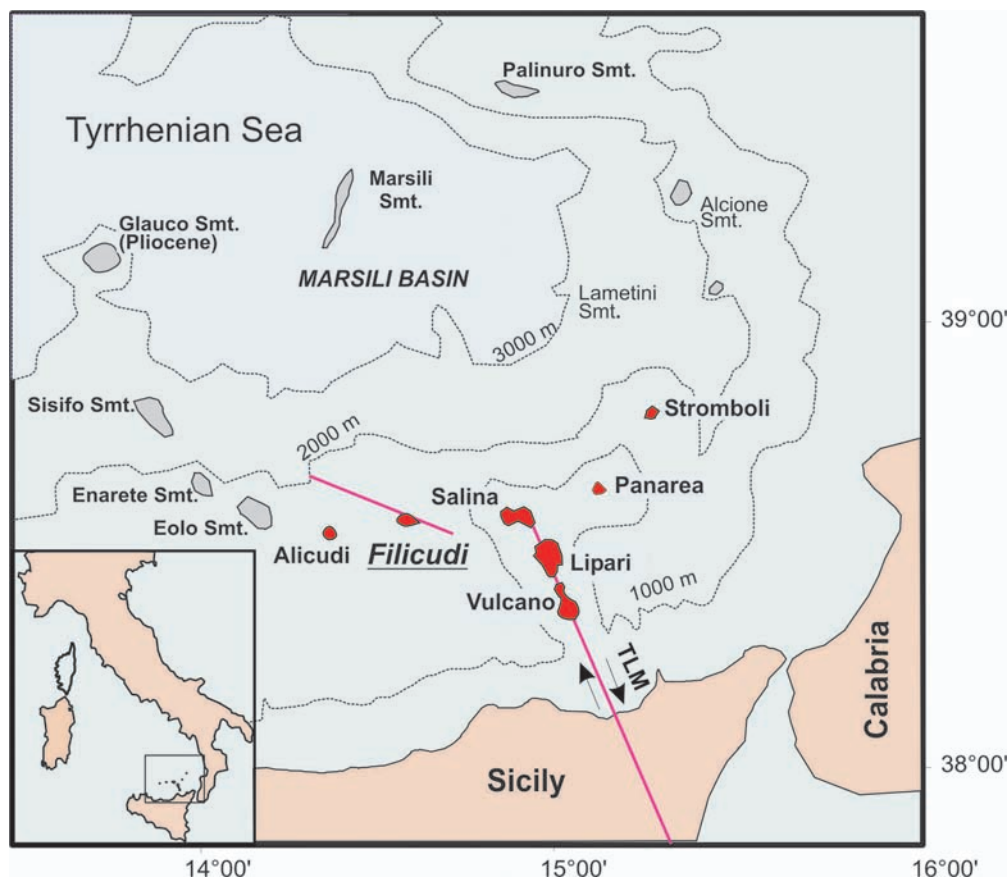 Palinuro Smt.
Tyrrhenian Sea
Marsili
Smt.
Alcione
Smt.
Glauco Smt.
(Pliocene)
MARSILI BASIN
Lametini
Smt.
39°00'
3000 m
Sisifo Smt.
Stromboli
2000 m
Enarete Smt.
Salina
Panarea
Eolo Smt.
Alicudi
Filicudi
Lipari
1000 m
Vulcano
TLM
Calabria
38°00'
Sicily
14°00'
15°00'
16°00'